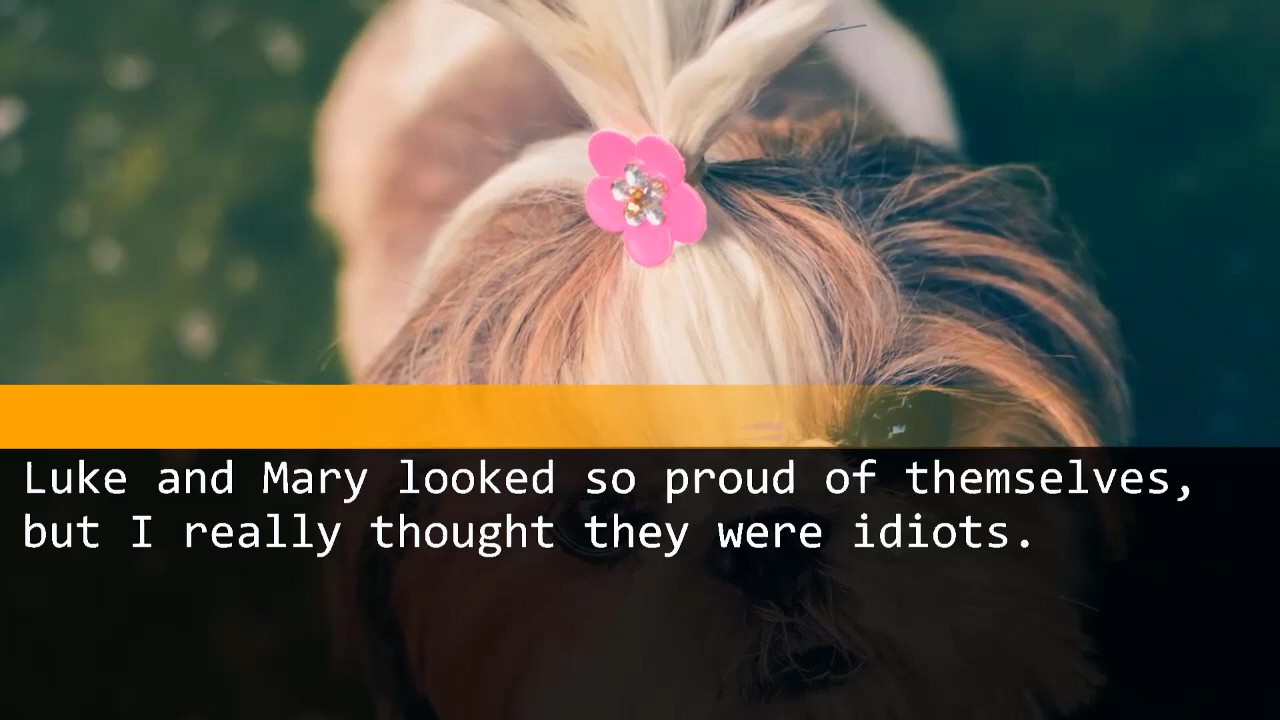 Luke and Mary looked so proud of themselves,
but I really thought they were idiots.